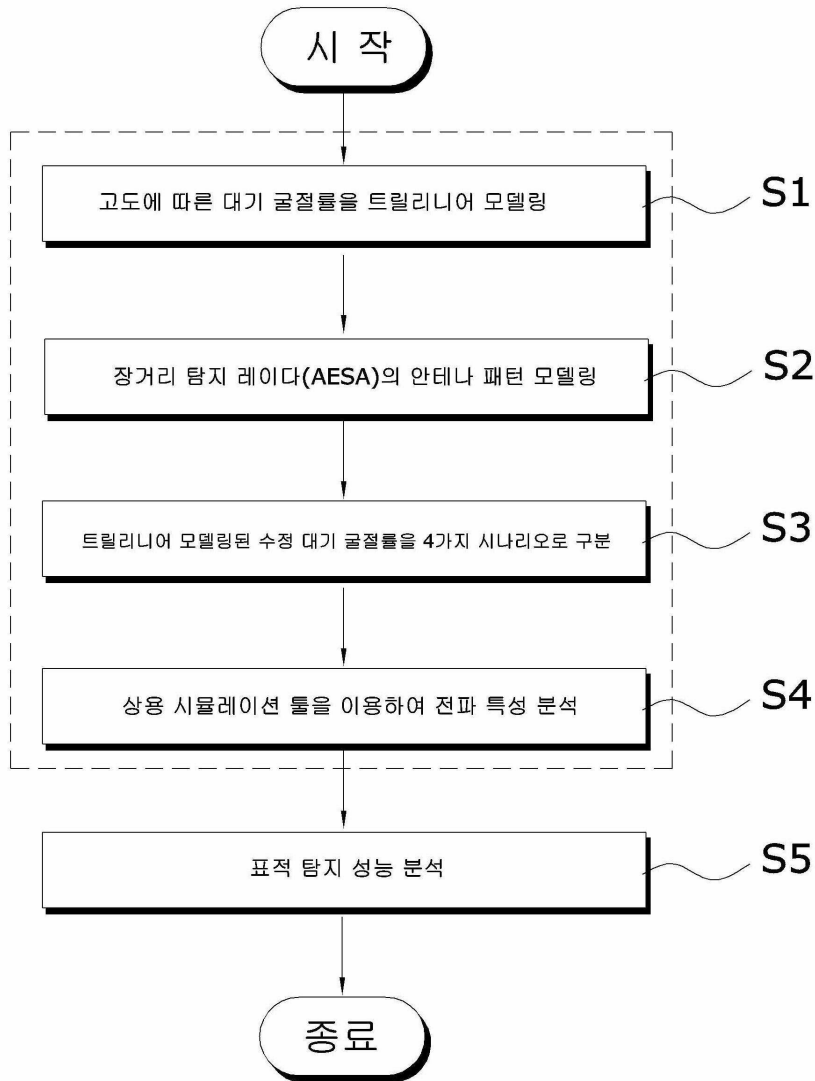 시 작
고도에 따른 대기 굴절률을 트릴리니어 모델링
S1
장거리 탐지 레이다(AESA)의 안테나 패턴 모델링
S2
트릴리니어 모델링된 수정 대기 굴절률을 4가지 시나리오로 구분
S3
상용 시뮬레이션 툴을 이용하여 전파 특성 분석
S4
표적 탐지 성능 분석
S5
종료